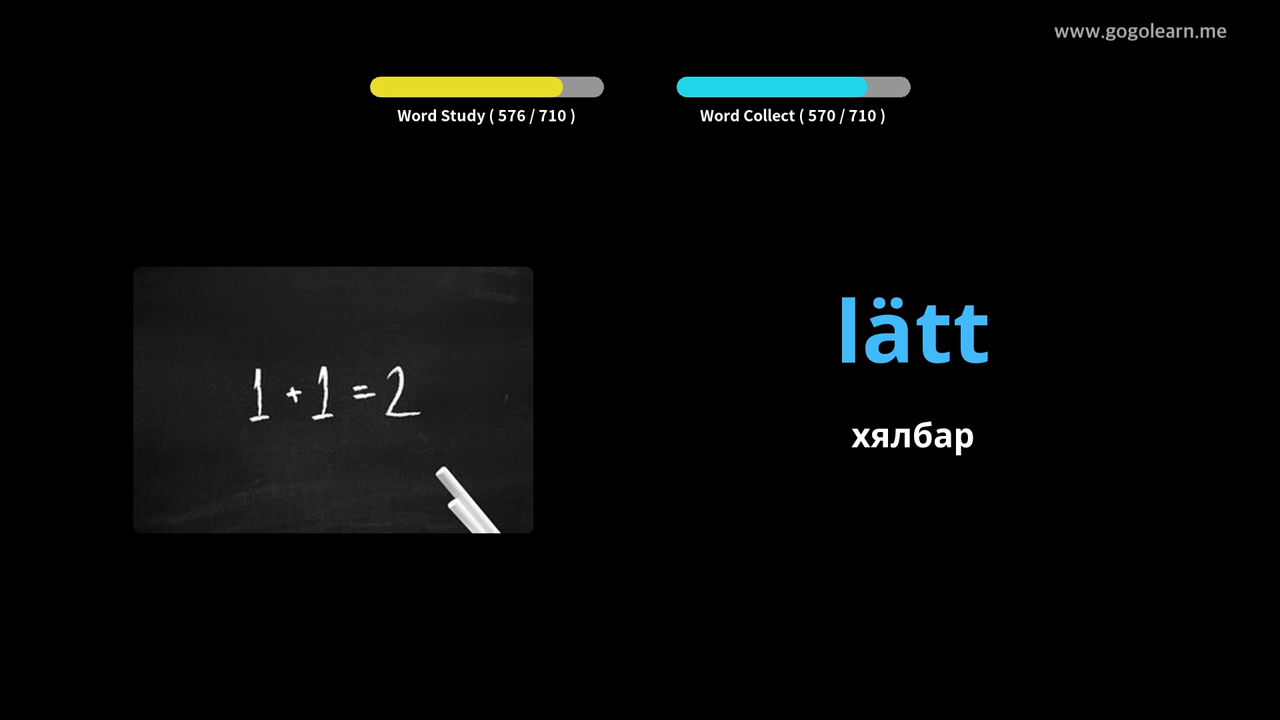 www.gogolearn.me
Word Study ( 576 / 710 )
Word Collect ( 570 / 710 )
1 + 1 = 2
lätt
хялбар